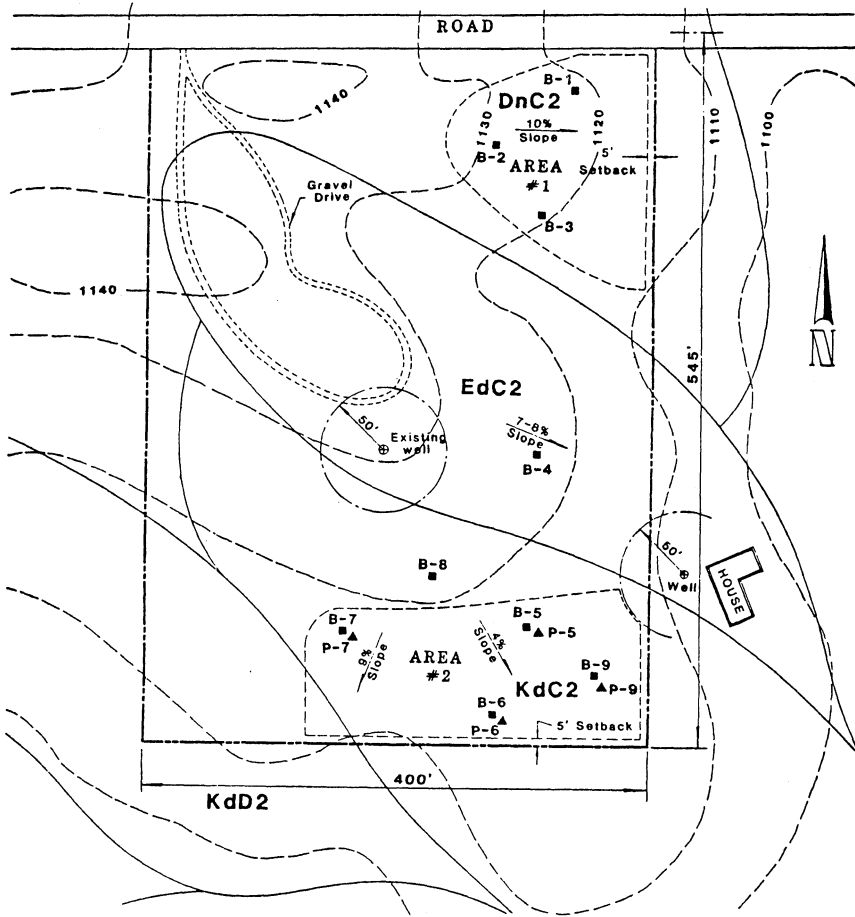 ROAD
1140
B-1
DnC2
1130
10%
Slope
1120
B-2
AREA
#1
5'
Setback
1110
1100
Gravel
Drive
B-3
1140
N
545'
EdC2
50'
Existing
well
7-8%
Slope
B-4
50'
Well
HOUSE
B-8
B-7
P-7
9%
Slope
AREA
#2
4%
Slope
B-5
P-5
B-9
P-9
KdC2
B-6
P-6
5' Setback
400'
KdD2